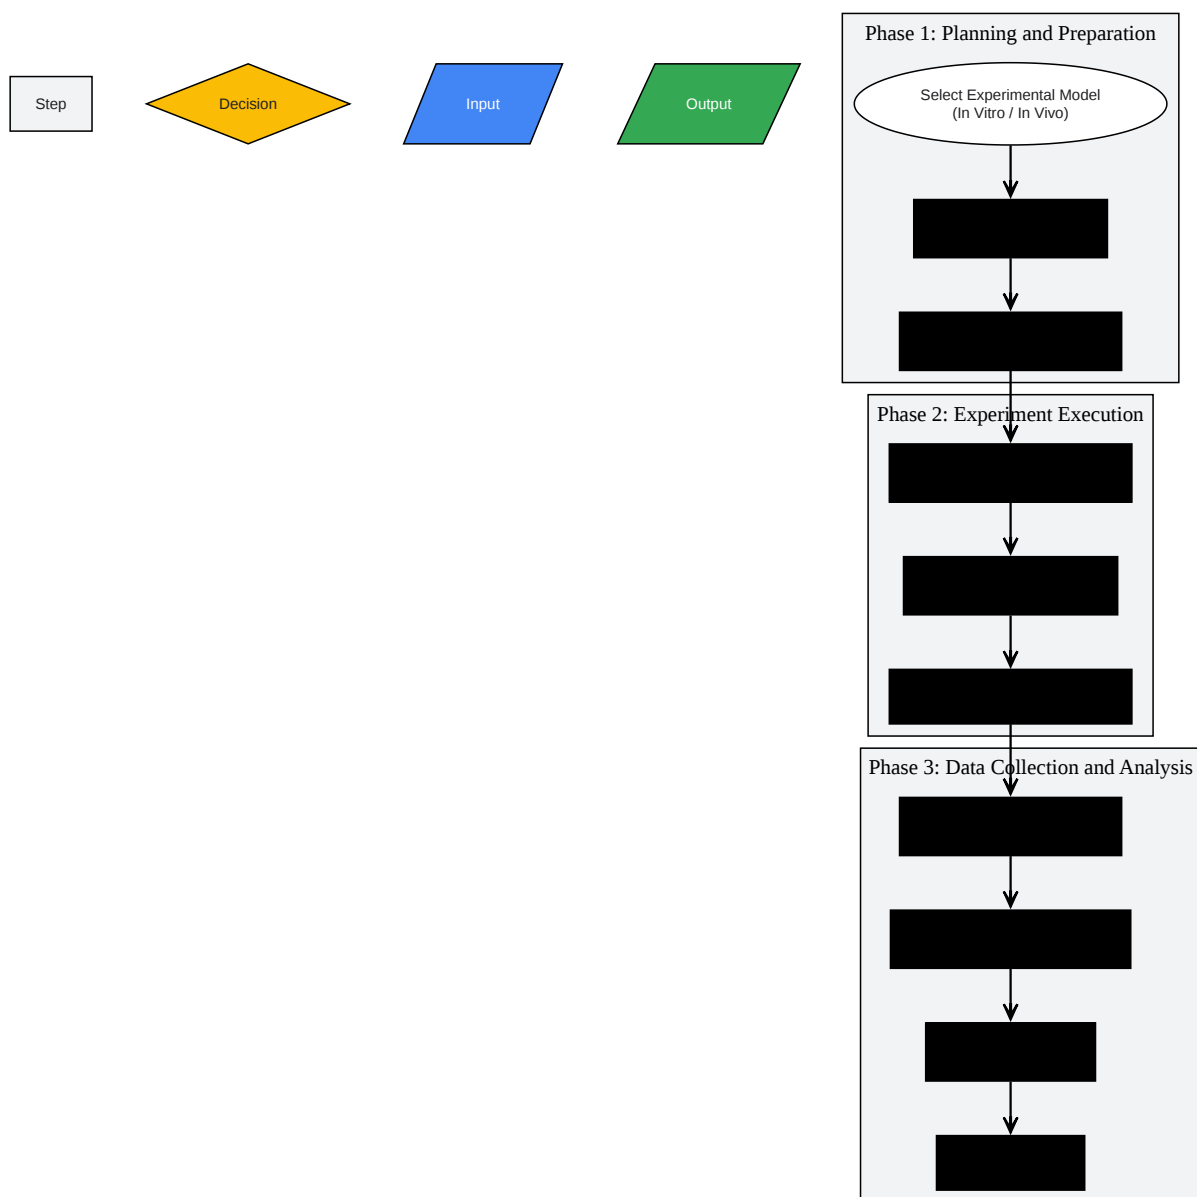 Phase 1: Planning and Preparation
Step
Decision
Input
Output
Select Experimental Model
(In Vitro / In Vivo)
Phase 2: Experiment Execution
Phase 3: Data Collection and Analysis